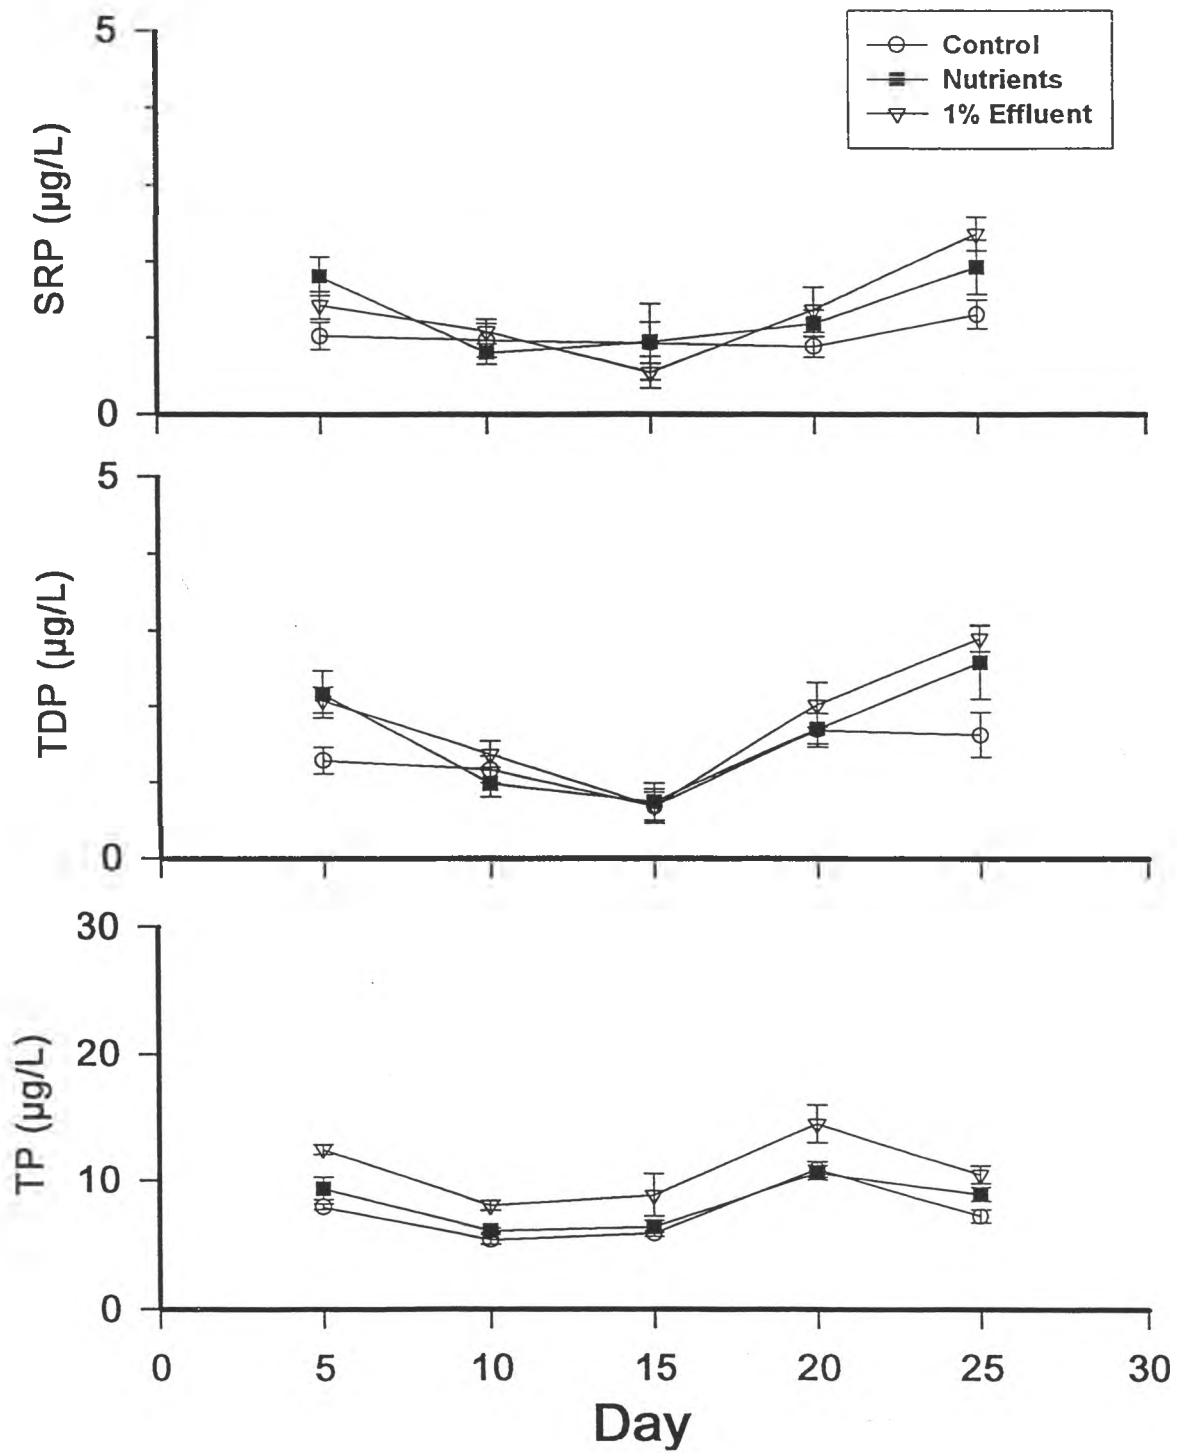 5
Control
Nutrients
1% Effluent
SRP (µg/L)
0
5
TDP (µg/L)
0
30
20
TP (µg/L)
10
0
0 5 10 15 20 25 30
Day